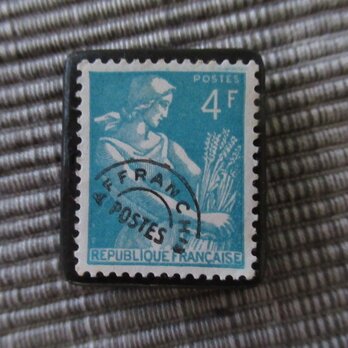 POSTES
4F
AFFRANCHts
POSTES
REPUBLIQUE FRANÇAISE